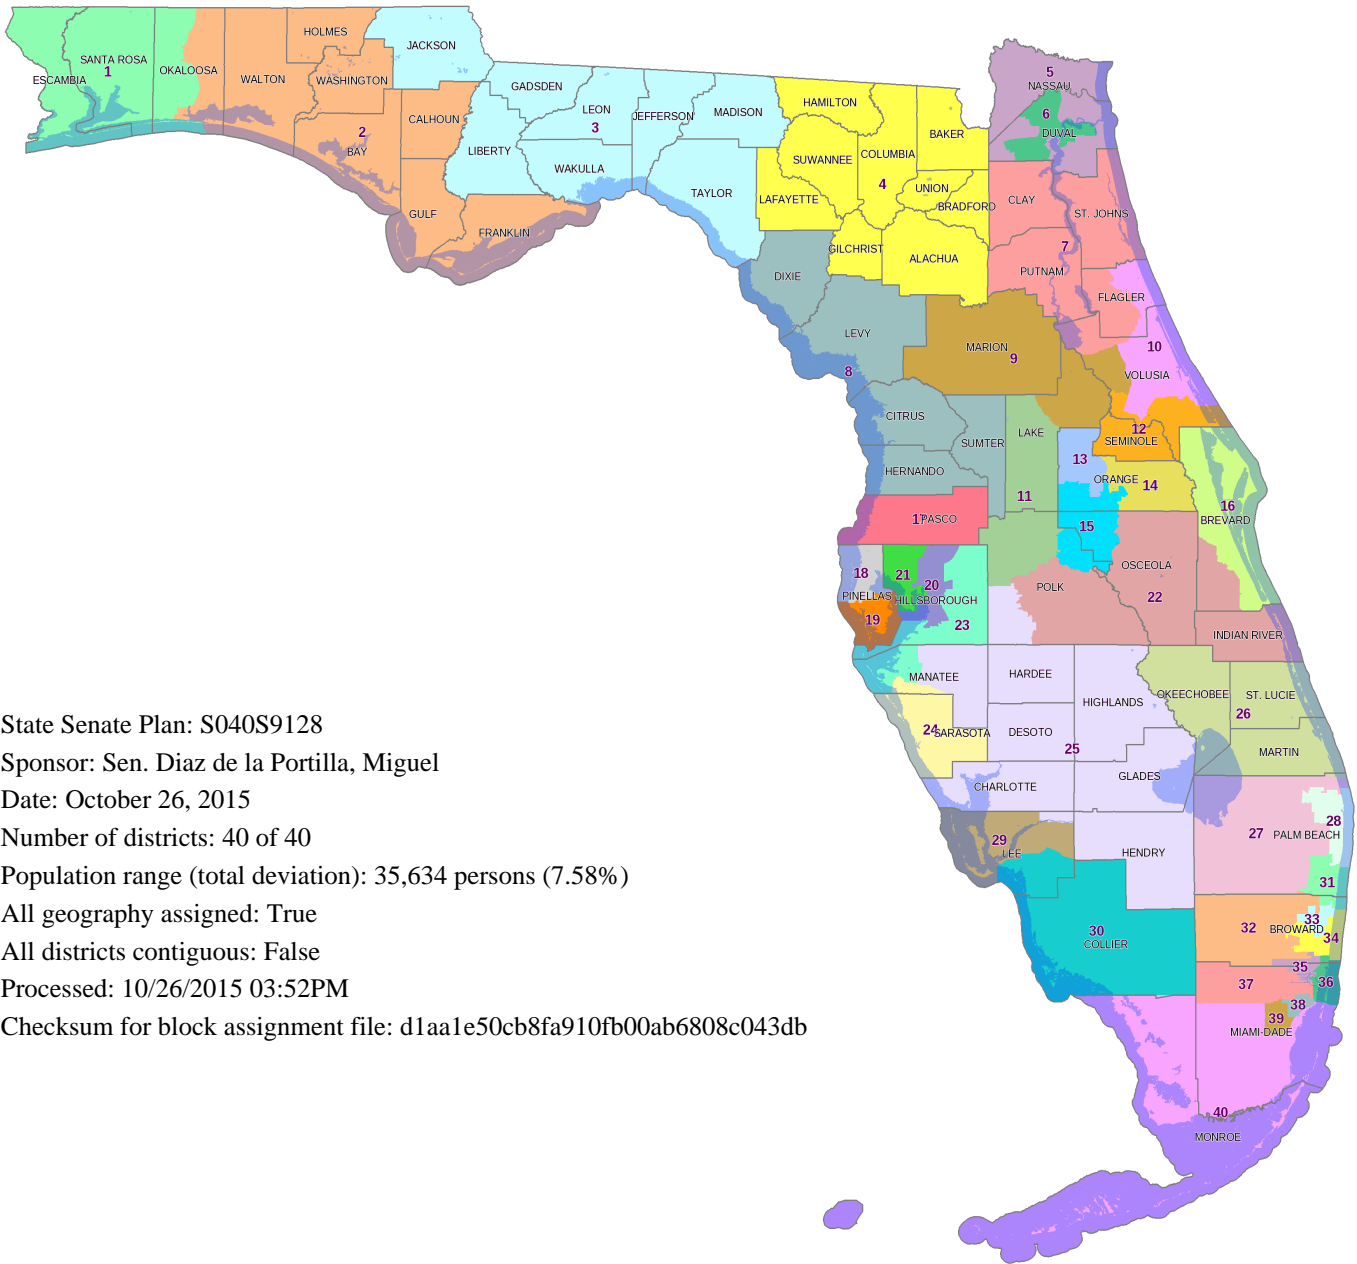 HOLMES
JACKSON
SANTA ROSA
ESCAMBIA
1
OKALOOSA
WALTON
WASHINGTON
GADSDEN
LEON
JEFFERSON
MADISON
HAMILTON
5
NASSAU
6
DUVAL
2
BAY
CALHOUN
3
LIBERTY
WAKULLA
TAYLOR
SUWANNEE
COLUMBIA
BAKER
4
UNION
BRADFORD
LAFAYETTE
CLAY
ST. JOHNS
GULF
FRANKLIN
GILCHRIST
ALACHUA
7
PUTNAM
DIXIE
FLAGLER
LEVY
MARION
9
10
VOLUSIA
8
CITRUS
SUMTER
LAKE
12
SEMINOLE
HERNANDO
13
ORANGE
14
11
16
BREVARD
PASCO
15
OSCEOLA
18
21
20
PINELLAS
HILLSBOROUGH
POLK
22
19
23
INDIAN RIVER
MANATEE
HARDEE
HIGHLANDS
OKEECHOBEE
ST. LUCIE
26
24
SARASOTA
DESOTO
25
MARTIN
CHARLOTTE
GLADES
29
LEE
HENDRY
27
PALM BEACH
28
31
30
COLLIER
32
BROWARD
33
34
35
36
37
38
39
MIAMI-DADE
40
MONROE
State Senate Plan: S040S9128
Sponsor: Sen. Diaz de la Portilla, Miguel
Date: October 26, 2015
Number of districts: 40 of 40
Population range (total deviation): 35,634 persons (7.58%)
All geography assigned: True
All districts contiguous: False
Processed: 10/26/2015 03:52PM
Checksum for block assignment file: d1aa1e50cb8fa910fb00ab6808c043db